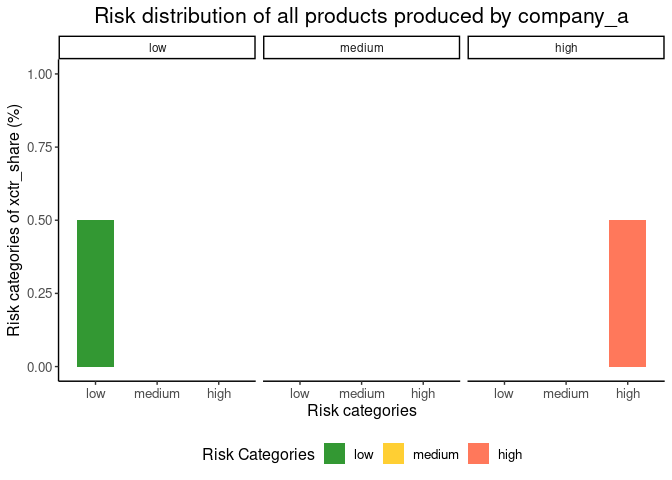 Risk distribution of all products produced by company_a
low medium high
1.00
0.75
0.50
0.25
0.00
Risk categories of xctr_share (%)
low medium high low medium high low medium high
Risk categories
Risk Categories low medium high